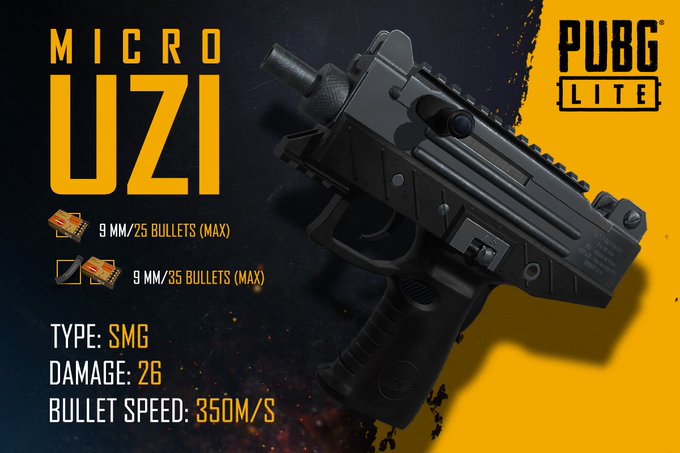 MICRO
UZI
9 MM/25 BULLETS (MAX)
9 MM/35 BULLETS (MAX)
TYPE: SMG
DAMAGE: 26
BULLET SPEED: 350M/S
PUBG®
LITE